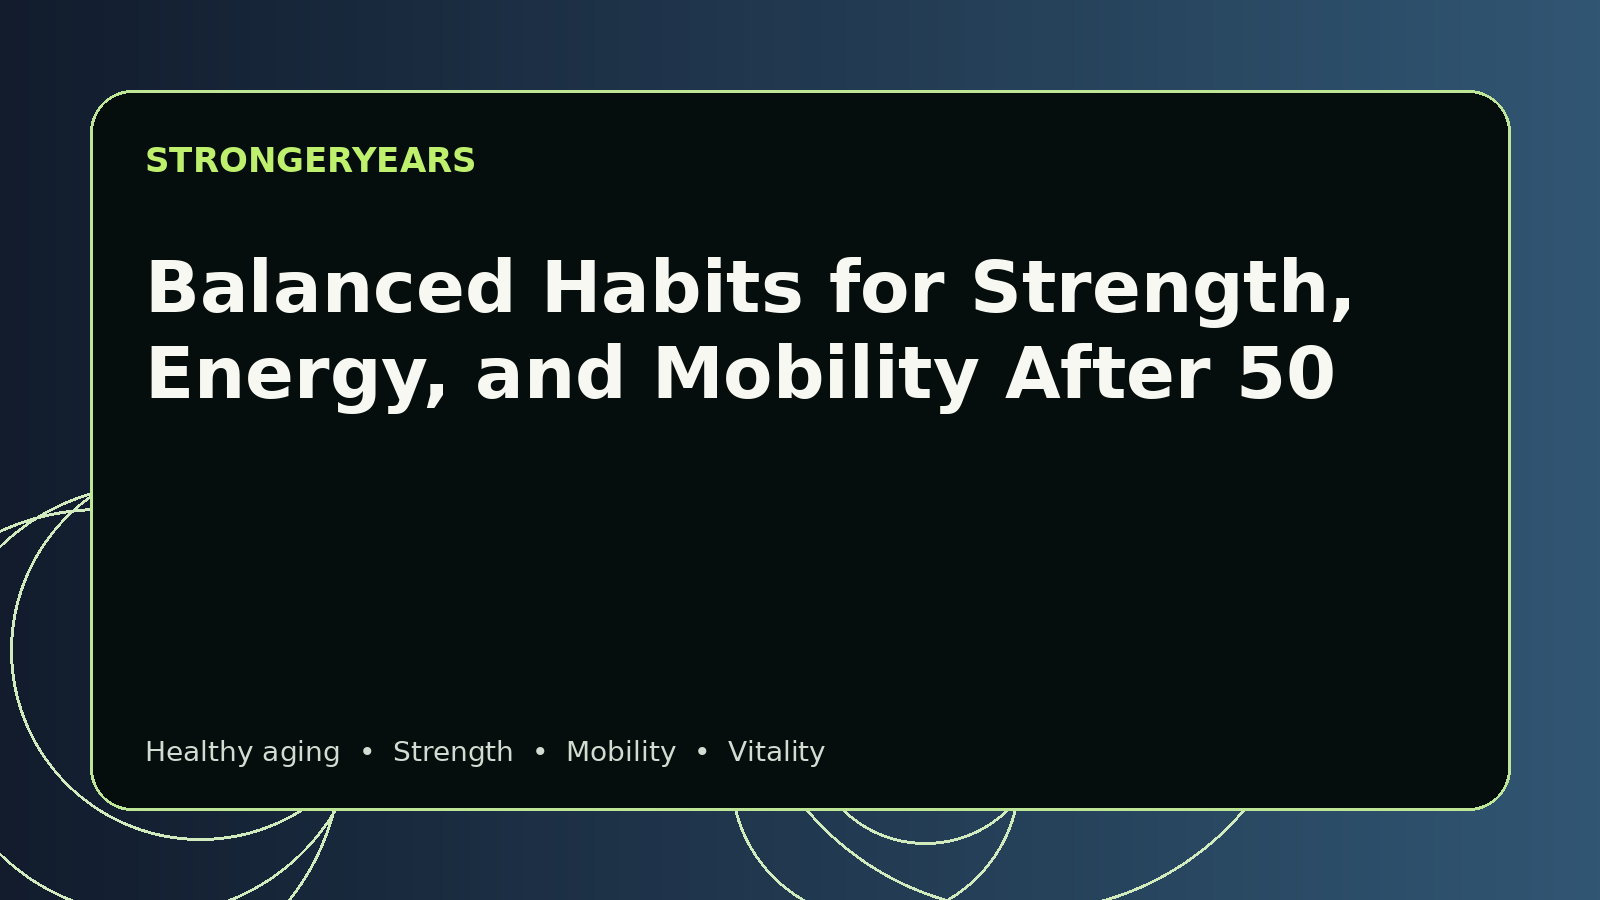 STRONGERYEARS
Balanced Habits for Strength,
Energy, and Mobility After 50
Healthy aging • Strength • Mobility • Vitality